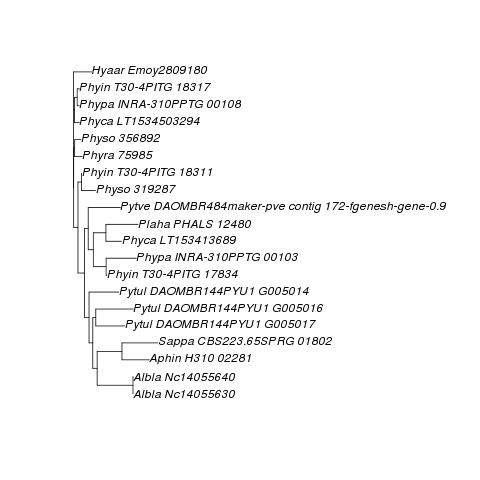 Hyaar Emoy2809180
Phyin T30-4PITG 18317
Phypa INRA-310PPTG 00108
Phyca LT1534503294
Physo 356892
Phyra 75985
Phyin T30-4PITG 18311
Physo 319287
Pytve DAOMBR484maker-pve contig 172-fgenesh-gene-0.9
Plaha PHALS 12480
Phyca LT153413689
Phypa INRA-310PPTG 00103
Phyin T30-4PITG 17834
Pytul DAOMBR144PYU1 G005014
Pytul DAOMBR144PYU1 G005016
Pytul DAOMBR144PYU1 G005017
Sappa CBS223.65SPRG 01802
Aphin H310 02281
Albla Nc14055640
Albla Nc14055630